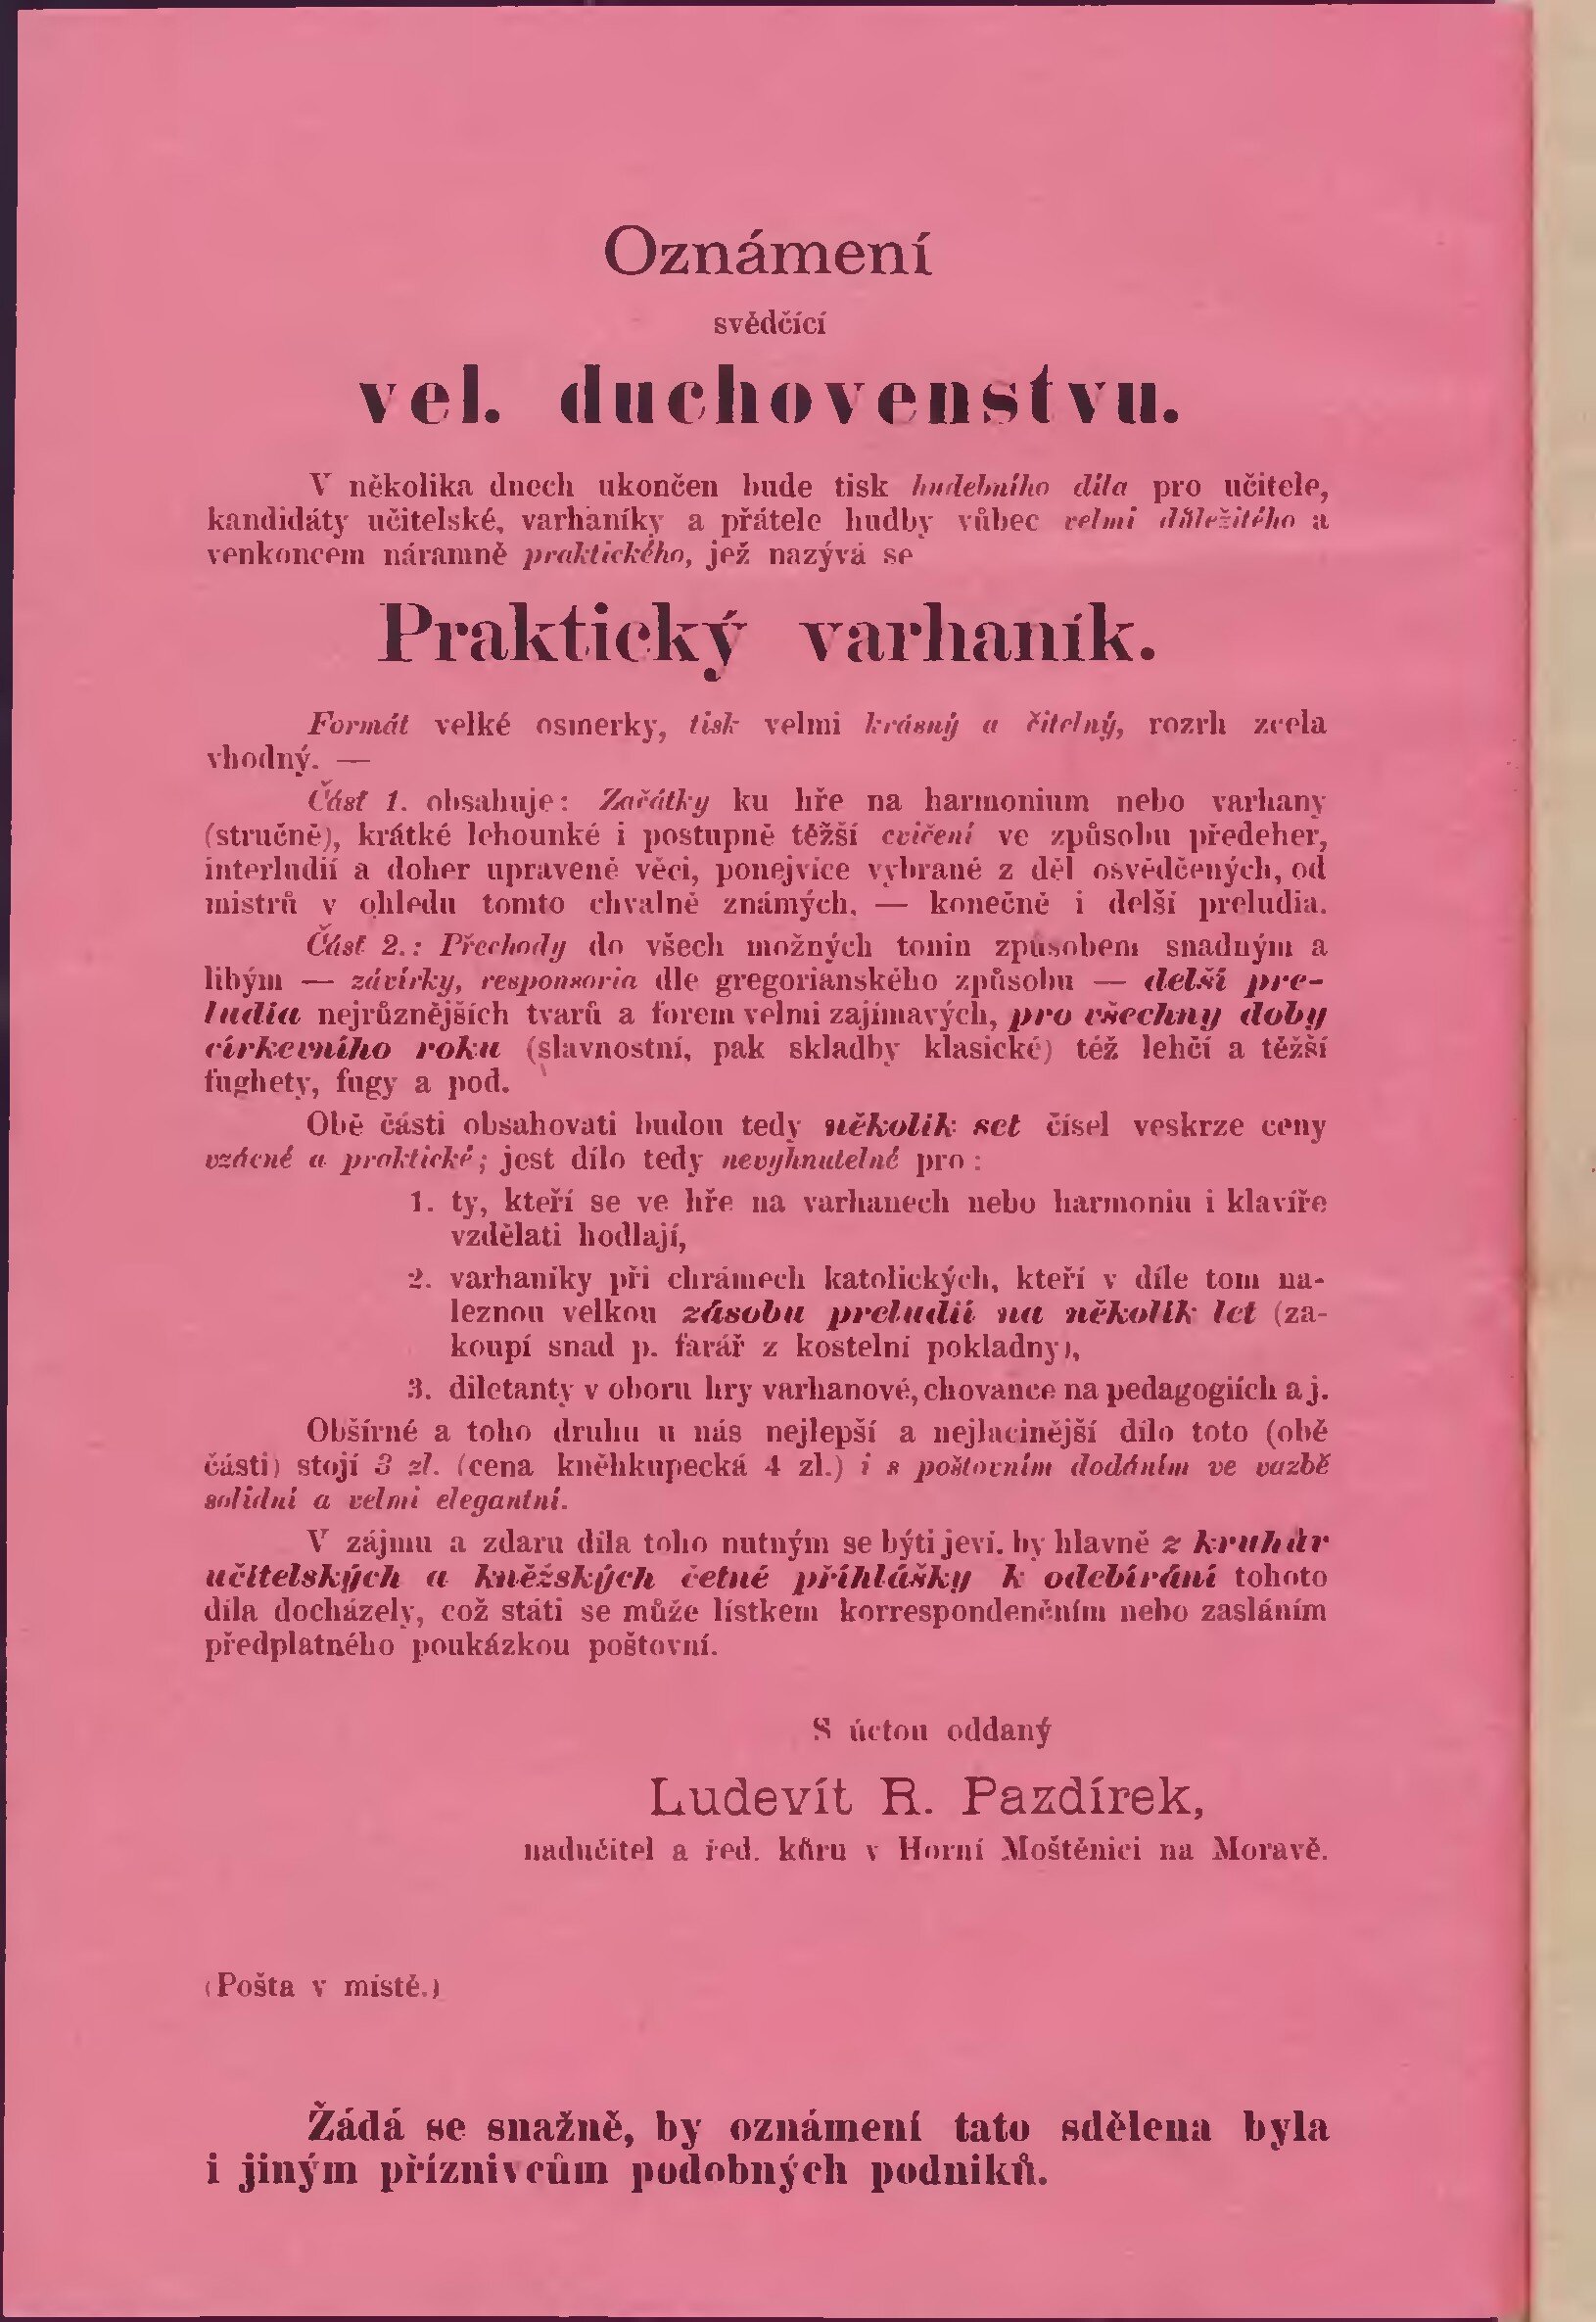 Oznámení
svědčící
vel. duchovenstvu.
V několika dnech ukončen bude tisk hudebního díla pro učitele,
kandidáty učitelské, varhaníky a přátele hudby vůbec velmi důležitého a
venkoncem náramně praktického, jež nazývá se
Praktický varhaník.
Formát velké osmerky, tisk velmi krásný a čitelný, rozrh zcela
vhodný. —
Část 1. obsahuje: Začátky ku hře na harmonium nebo varhany
(stručně), krátké lehounké i postupně těžší cvičení ve způsobu předeher,
interludií a doher upravené věci, ponejvíce vybrané z děl osvědčených, od
mistrů v ohledu tomto chvalně známých, — konečně i delší preludia.
Část 2.: Přechody do všech možných tonin způsobem snadným a
libým — závírky, responsoria dle gregorianského způsobu — delší pre-
ludia nejrůznějších tvarů a forem velmi zajímavých, pro všechny doby
církevního roku (slavnostní, pak skladby klasické) též lehčí a těžší
fughety, fugy a pod.
Obě části obsahovati budou tedy několik set čísel veskrze ceny
vzácné a praktické; jest dílo tedy nevyhnutelné pro :
1. ty, kteří se ve hře na varhanech nebo harmoniu i klavíře
vzdělati hodlají,
2. varhaníky při chrámech katolických, kteří v díle tom na-
leznou velkou zásobu preludií na několik let (za-
koupí snad p. farář z kostelní pokladny),
3. diletanty v oboru hry varhanové, chovance na pedagogiích a j.
Obšírné a toho druhu u nás nejlepší a nejlacinější dílo toto (obě
části) stojí 3 zl. (cena kněhkupecká 4 zl.) i s poštovním dodáním ve vazbě
solidní a velmi elegantní.
V zájmu a zdaru díla toho nutným se býti jeví, by hlavně z kruhův
učitelských a kněžských četné přihlášky k odebírání tohoto
díla docházely, což státi se může lístkem korrespondenčním nebo zasláním
předplatného poukázkou poštovní.
S úctou oddaný
Ludevít R. Pazdírek,
nadučitel a řed. kůru v Horní Moštěnici na Moravě.
(Pošta v místě.)
Žádá se snažně, by oznámení tato sdělena byla
i jiným příznivcům podobných podniků.